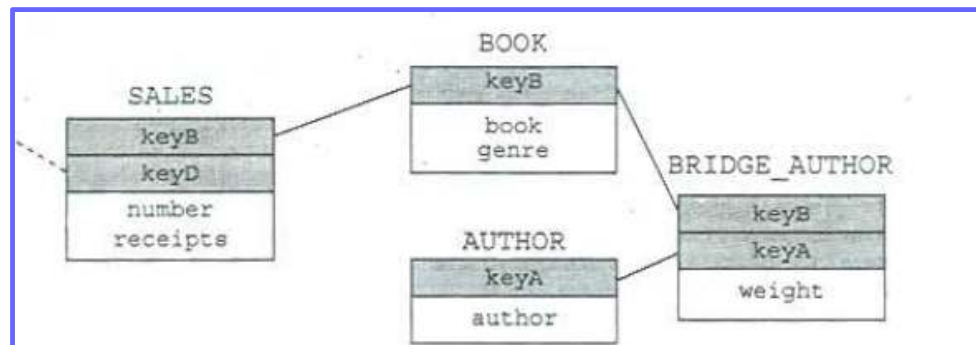 BOOK
keyB
book
genre
SALES
keyB
keyD
number
receipts
BRIDGE_AUTHOR
keyB
keyA
weight
AUTHOR
keyA
author